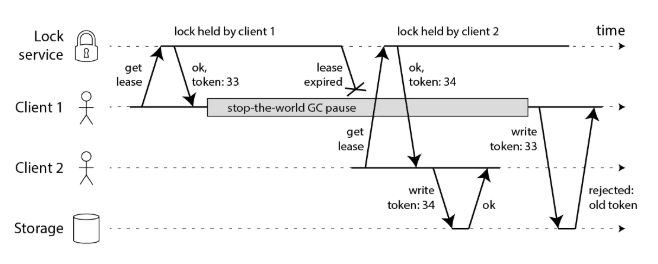 Lock
service
lock held by client 1
lock held by client 2
time
get
lease
ok,
token: 33
lease
expired
ok,
token: 34
Client 1
stop-the-world GC pause
get
lease
write
token: 33
Client 2
write
token: 34
ok
rejected:
old token
Storage